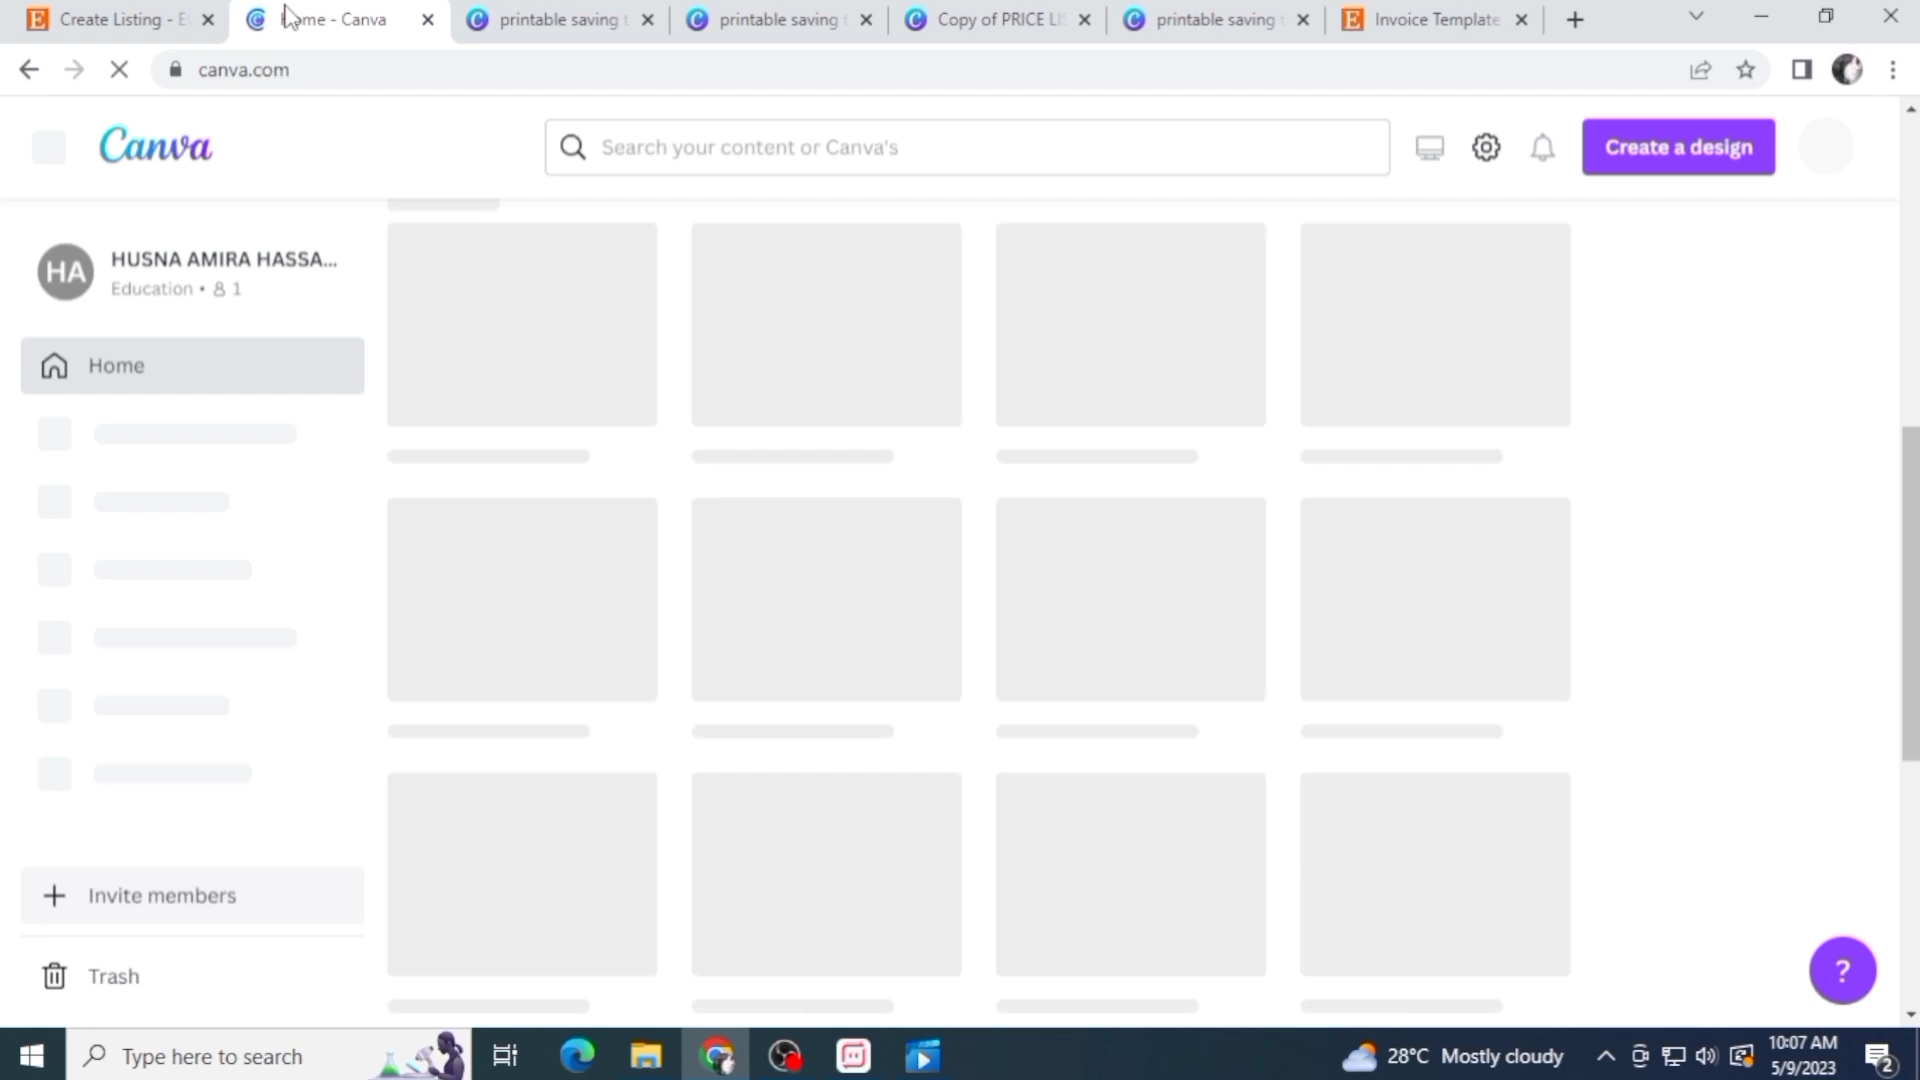 Create Listing - E
me - Canva
printable saving
printable saving
Copy of PRICE LI
printable saving
Invoice Template
canva.com
Canva
Search your content or Canva's
Create a design
HA
HUSNA AMIRA HASSA...
Education • 1
Home
Invite members
Trash
?
Type here to search
28°C Mostly cloudy
10:07 AM
5/9/2023
2